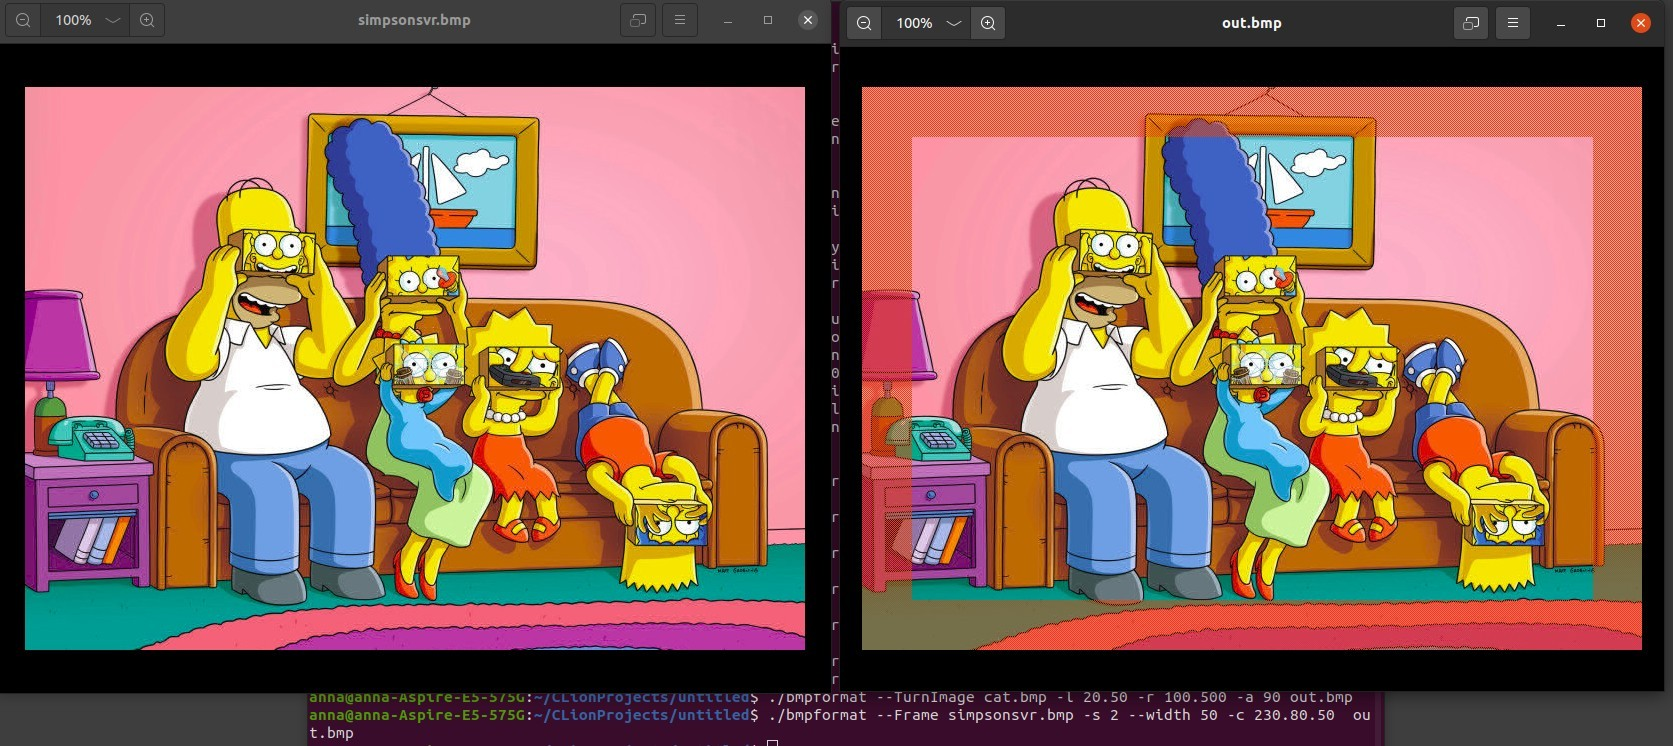 100%
simpsonsvr.bmp
100%
out.bmp
i
r
e
n
n
i
y
i
r
u
o
n
0
i
l
n
r
r
r
r
r
r
r
anna@anna-Aspire-E5-575G:~/CLionProjects/untitled$ ./bmpformat --TurnImage cat.bmp -l 20.50 -r 100.500 -a 90 out.bmp
anna@anna-Aspire-E5-575G:~/CLionProjects/untitled$ ./bmpformat --Frame simpsonsvr.bmp -s 2 --width 50 -c 230.80.50  ou
t.bmp